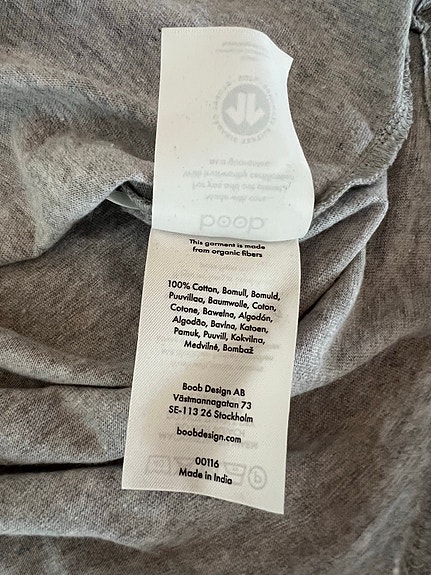 boob
This garment is made
from organic fibers
100% Cotton, Bomull, Bomuld,
Puuvillaa, Baumwolle, Coton,
Cotone, Bawełna, Algodón,
Algodão, Bavlna, Katoen,
Pamuk, Puuvill, Kokvilna,
Medvilnė, Bombaž
Boob Design AB
Västmannagatan 73
SE-113 26 Stockholm
boobdesign.com
00116
Made in India